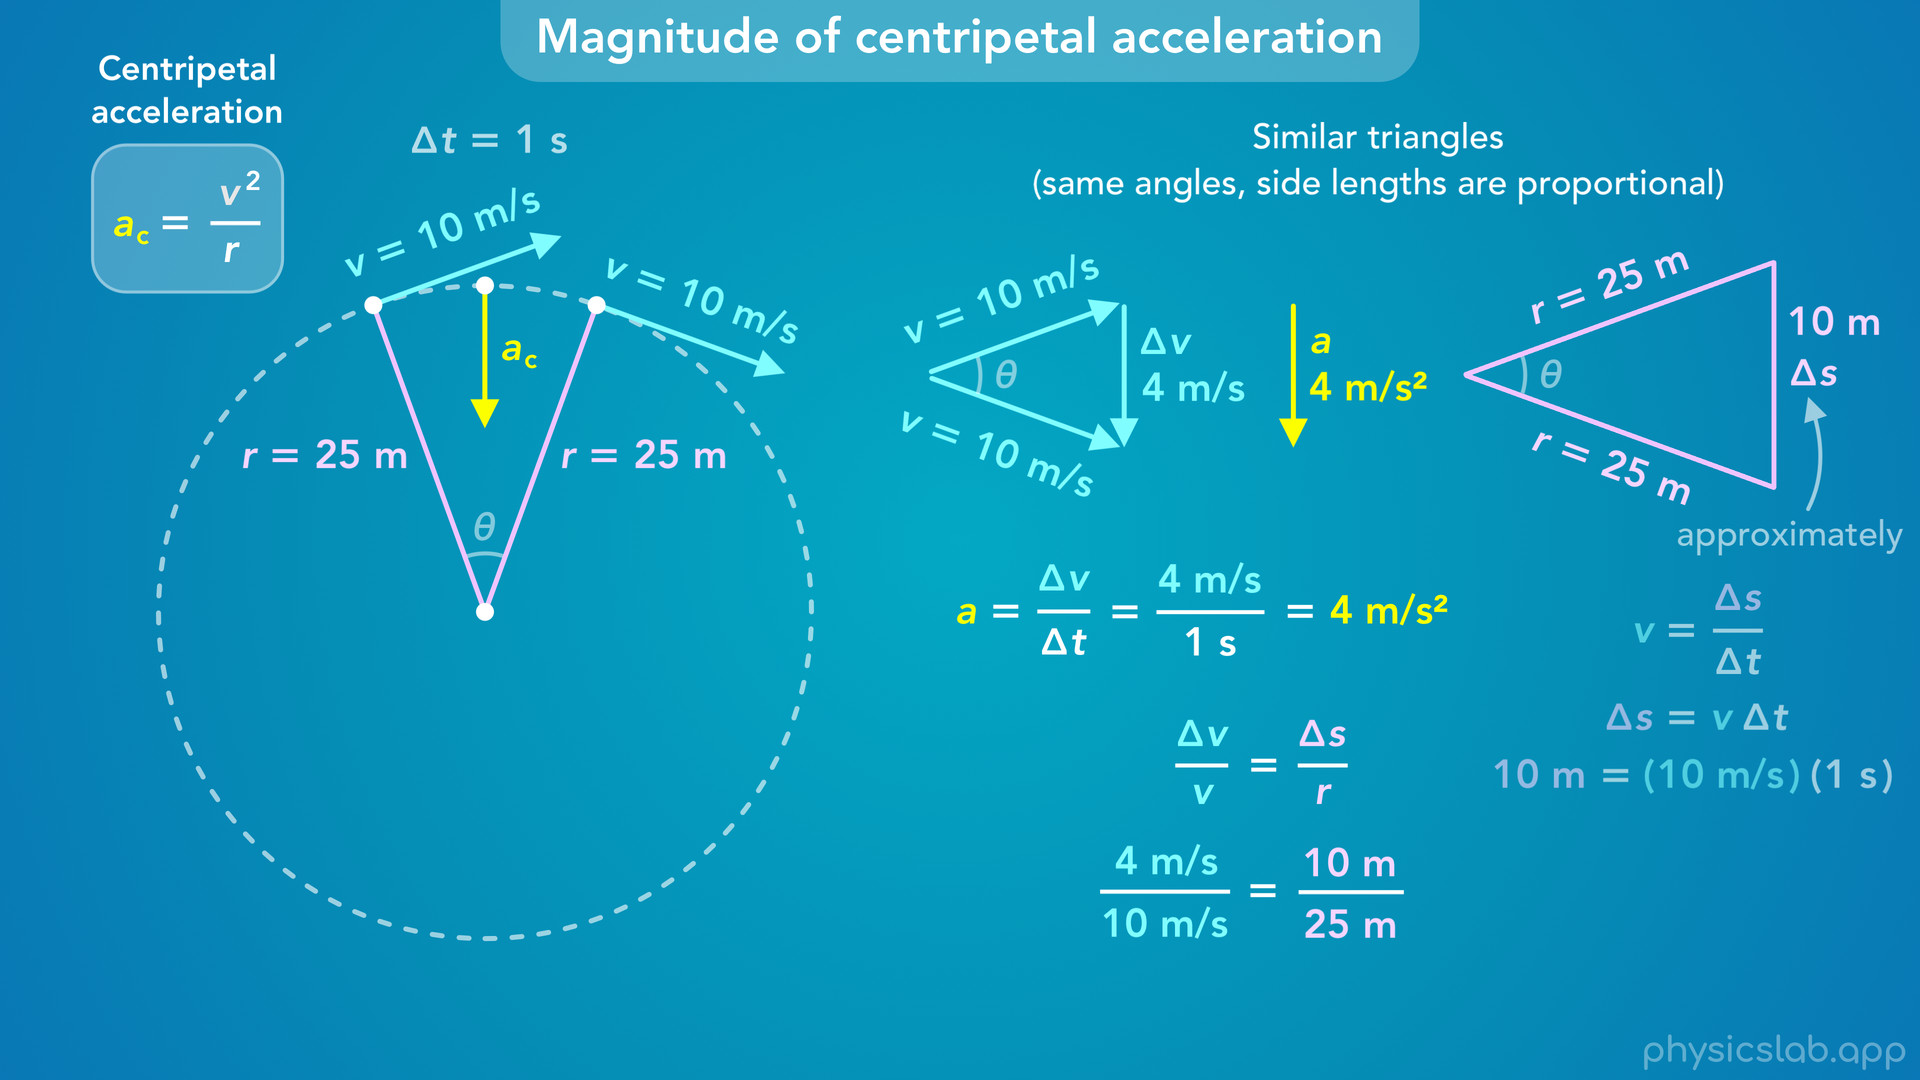 Magnitude of centripetal acceleration
Centripetal
acceleration
a_c = v²/r
Δt = 1 s
v = 10 m/s
v = 10 m/s
a_c
r = 25 m
r = 25 m
θ
Similar triangles
(same angles, side lengths are proportional)
v = 10 m/s
θ
v = 10 m/s
Δv
4 m/s
a
4 m/s²
r = 25 m
θ
r = 25 m
10 m
Δs
approximately
a = Δv/Δt = 4 m/s / 1 s = 4 m/s²
Δv/v = Δs/r
4 m/s / 10 m/s = 10 m / 25 m
v = Δs/Δt
Δs = v Δt
10 m = (10 m/s) (1 s)
physicslab.app